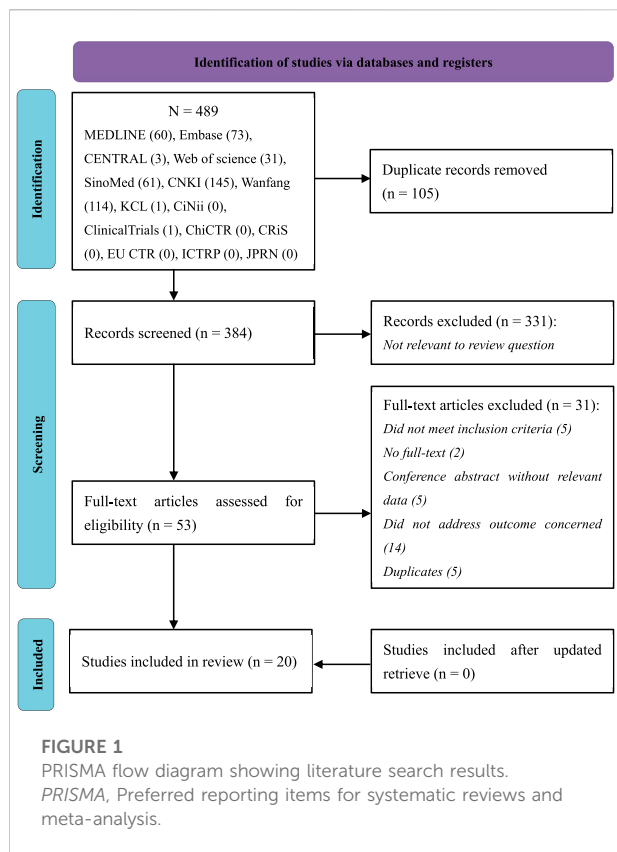 Identification of studies via databases and registers
Identification
N = 489
MEDLINE (60), Embase (73),
CENTRAL (3), Web of science (31),
SinoMed (61), CNKI (145), Wanfang
(114), KCL (1), CiNii (0),
ClinicalTrials (1), ChiCTR (0), CRiS
(0), EU CTR (0), ICTRP (0), JPRN (0)
Duplicate records removed
(n = 105)
Screening
Records screened (n = 384)
Records excluded (n = 331):
Not relevant to review question
Full-text articles assessed for
eligibility (n = 53)
Full-text articles excluded (n = 31):
Did not meet inclusion criteria (5)
No full-text (2)
Conference abstract without relevant
data (5)
Did not address outcome concerned
(14)
Duplicates (5)
Included
Studies included in review (n = 20)
Studies included after updated
retrieve (n = 0)
FIGURE 1
PRISMA flow diagram showing literature search results.
PRISMA, Preferred reporting items for systematic reviews and
meta-analysis.